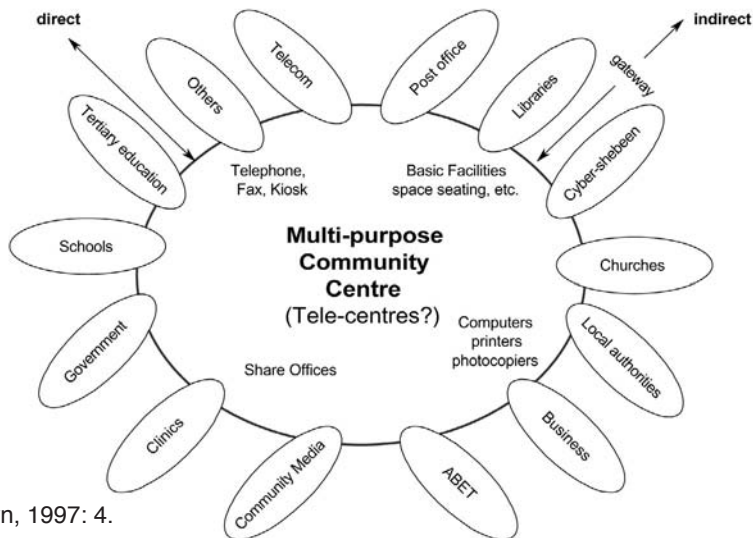 direct
indirect
gateway
Others
Telecom
Post office
Libraries
Tertiary education
Cyber-shebeen
Telephone,
Fax, Kiosk
Basic Facilities
space seating, etc.
Schools
Multi-purpose
Community
Centre
(Tele-centres?)
Churches
Government
Computers
printers
photocopiers
Local authorities
Share Offices
Clinics
Business
Community Media
ABET
1997: 4.